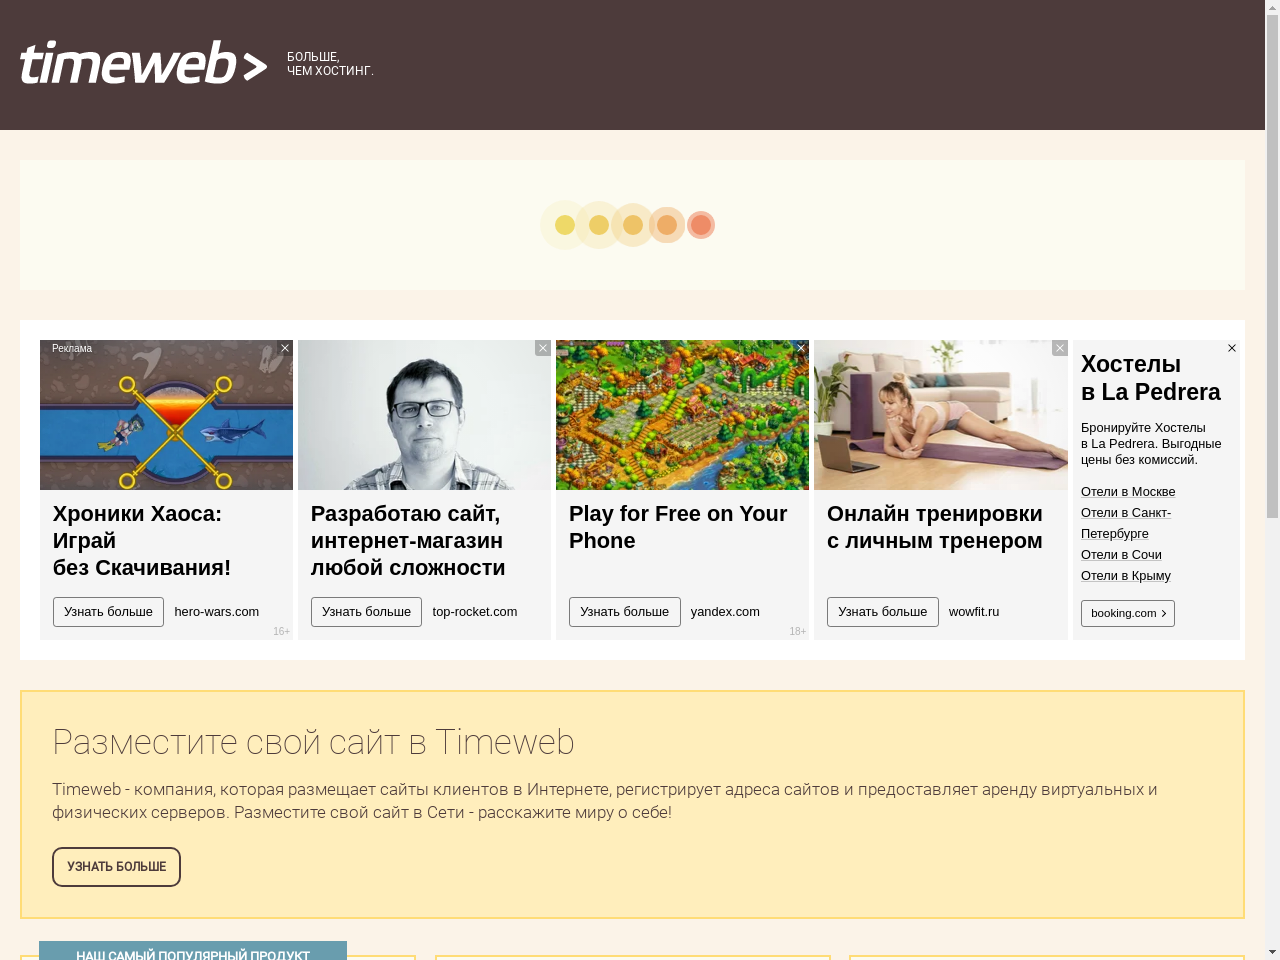 timeweb>
БОЛЬШЕ,
ЧЕМ ХОСТИНГ.
Реклама
Хроники Хаоса:
Играй
без Скачивания!
Узнать больше
hero-wars.com
16+
Разработаю сайт,
интернет-магазин
любой сложности
Узнать больше
top-rocket.com
Play for Free on Your
Phone
Узнать больше
yandex.com
18+
Онлайн тренировки
с личным тренером
Узнать больше
wowfit.ru
Хостелы
в La Pedrera
Бронируйте Хостелы
в La Pedrera. Выгодные
цены без комиссий.
Отели в Москве
Отели в Санкт-
Петербурге
Отели в Сочи
Отели в Крыму
booking.com
Разместите свой сайт в Timeweb
Timeweb - компания, которая размещает сайты клиентов в Интернете, регистрирует адреса сайтов и предоставляет аренду виртуальных и
физических серверов. Разместите свой сайт в Сети - расскажите миру о себе!
УЗНАТЬ БОЛЬШЕ
НАШ САМЫЙ ПОПУЛЯРНЫЙ ПРОДУКТ